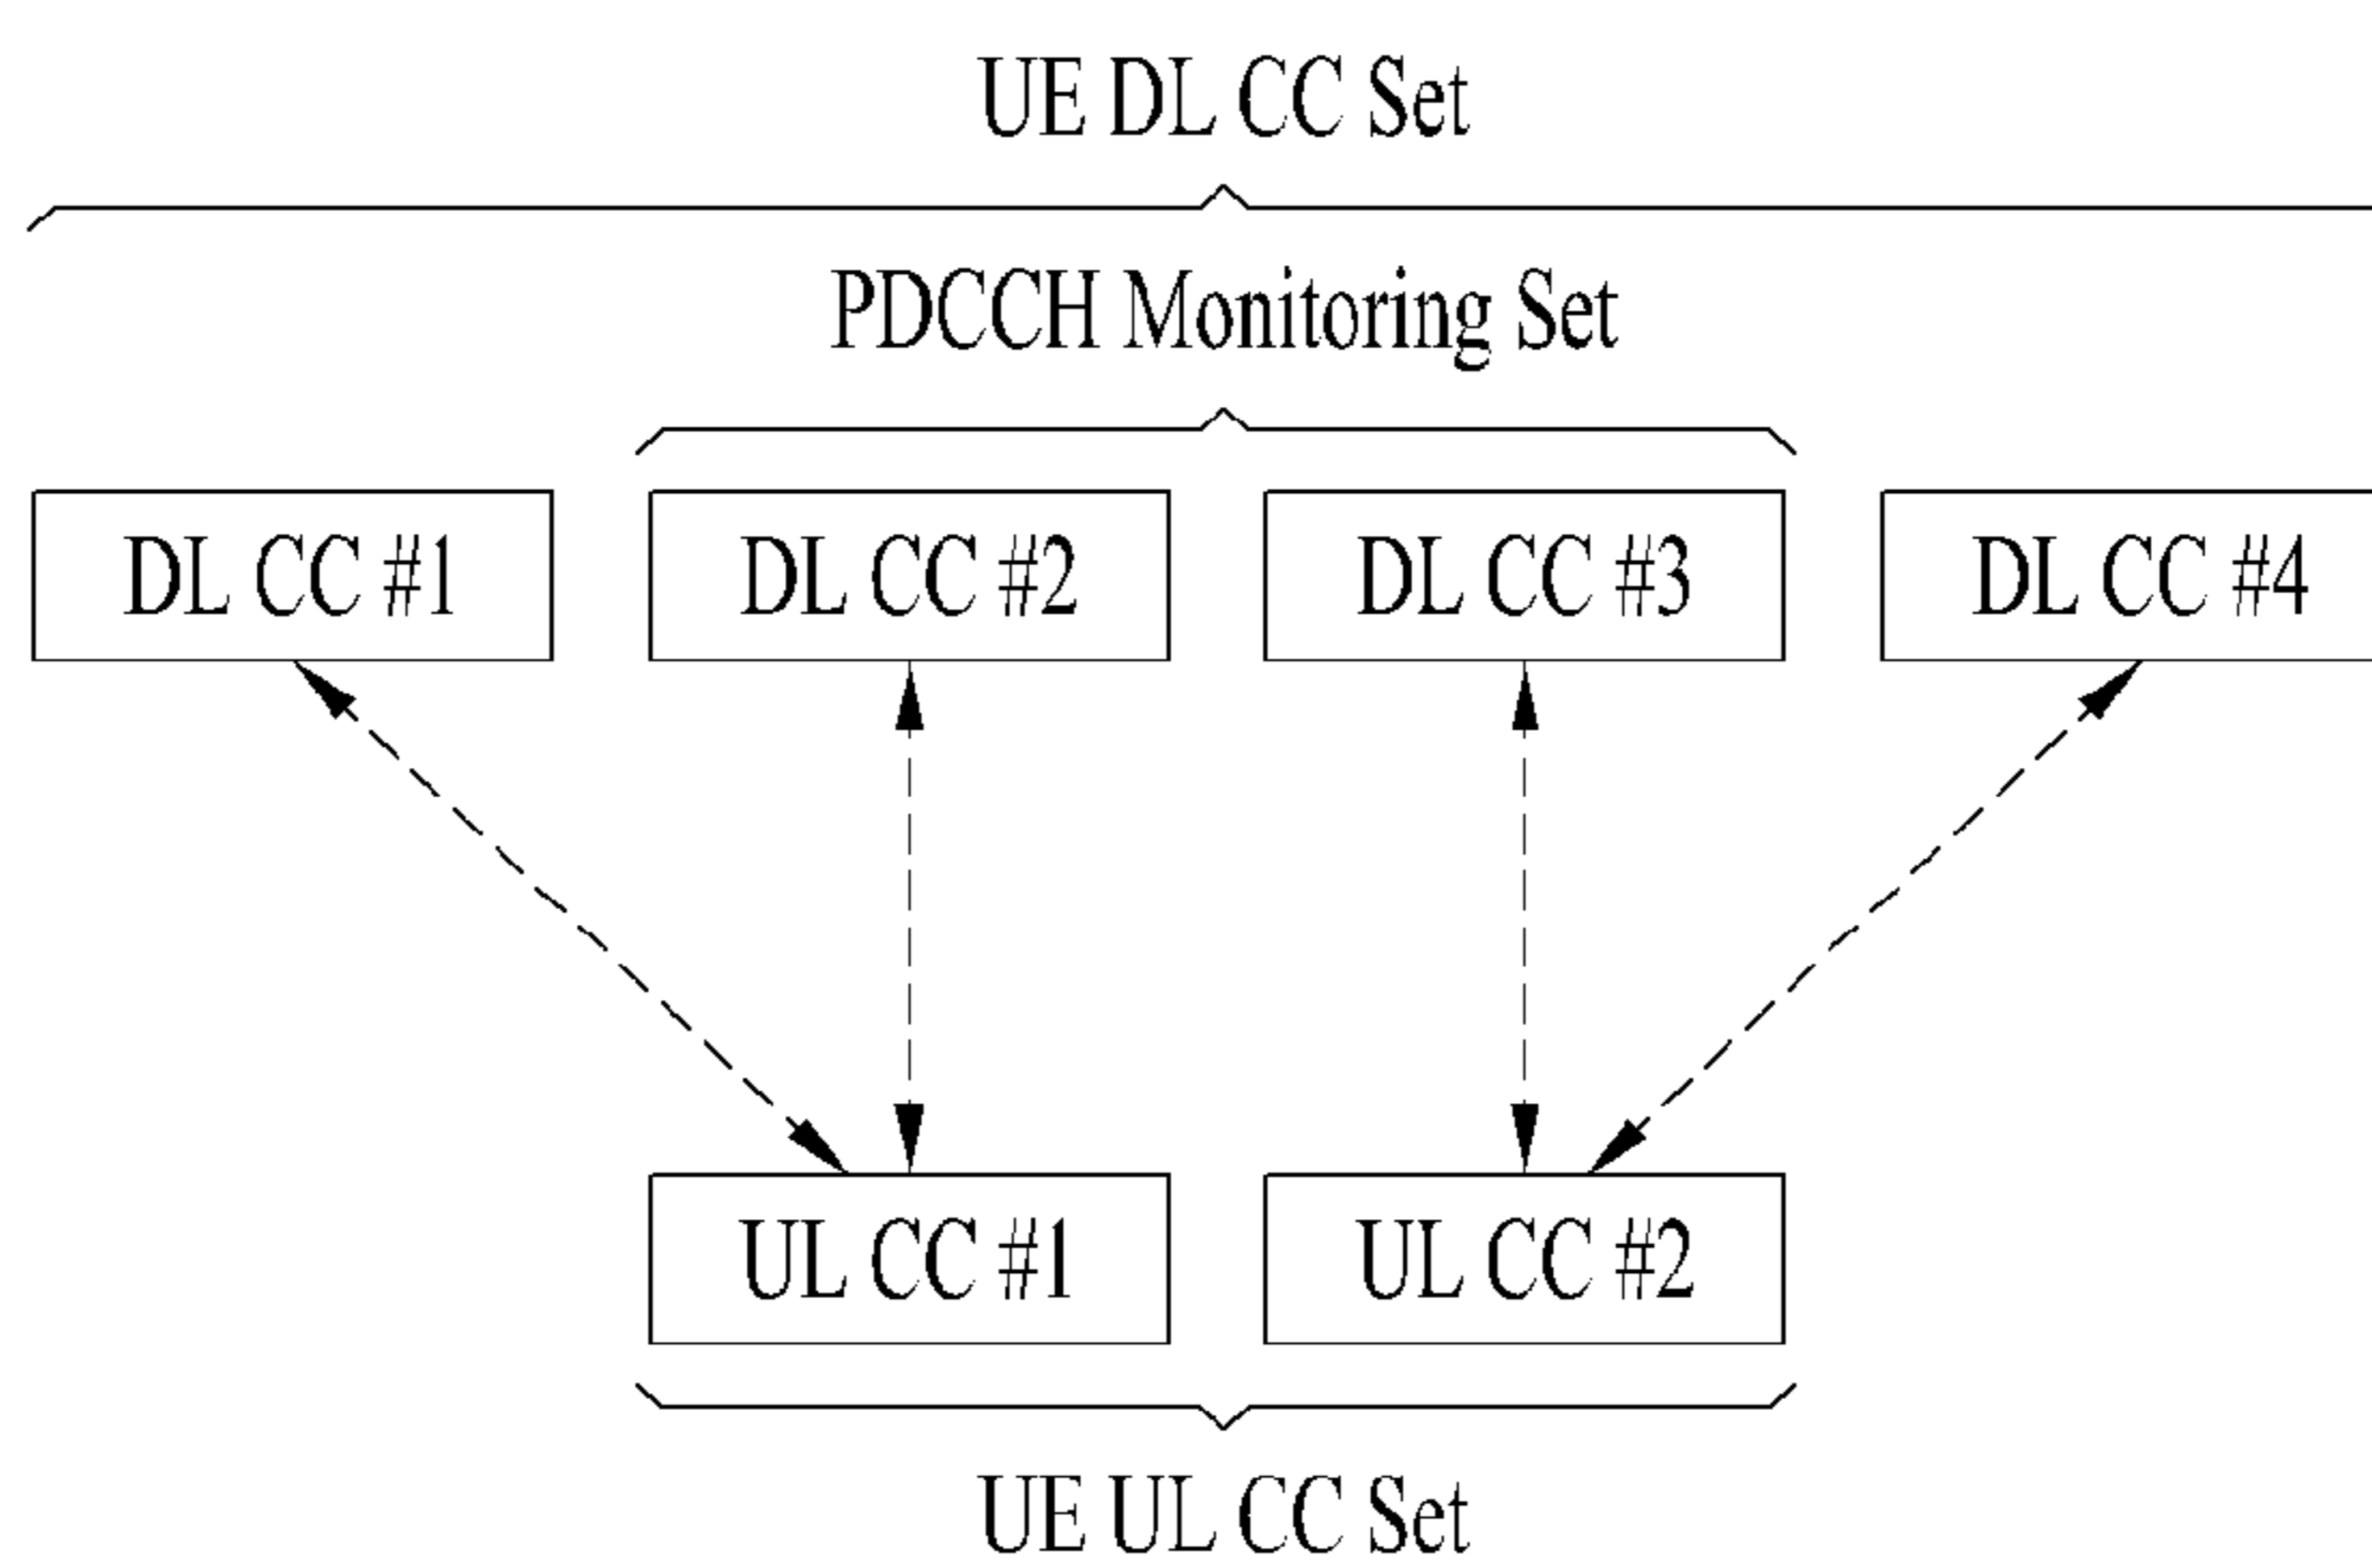 UE DL CC Set
PDCCH Monitoring Set
DL CC #1
DL CC #2
DL CC #3
DL CC #4
UL CC #1
UL CC #2
UE UL CC Set